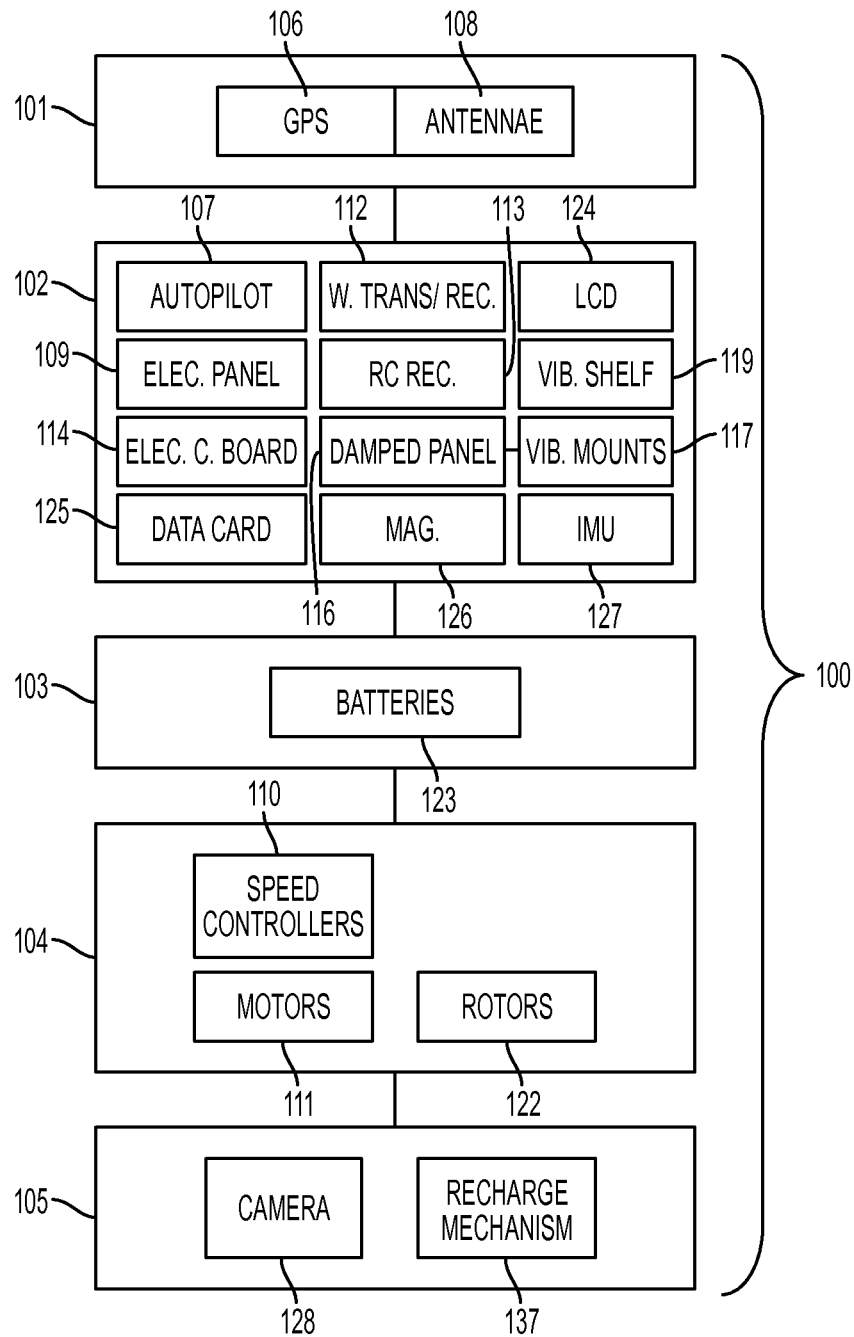 106
108
101
GPS
ANTENNAE
107
112
113
124
102
AUTOPILOT
W. TRANS/ REC.
LCD
109
ELEC. PANEL
RC REC.
VIB. SHELF
119
114
ELEC. C. BOARD
DAMPED PANEL
VIB. MOUNTS
117
125
DATA CARD
MAG.
IMU
116
126
127
103
BATTERIES
100
123
110
SPEED
CONTROLLERS
104
MOTORS
ROTORS
111
122
105
CAMERA
RECHARGE
MECHANISM
128
137